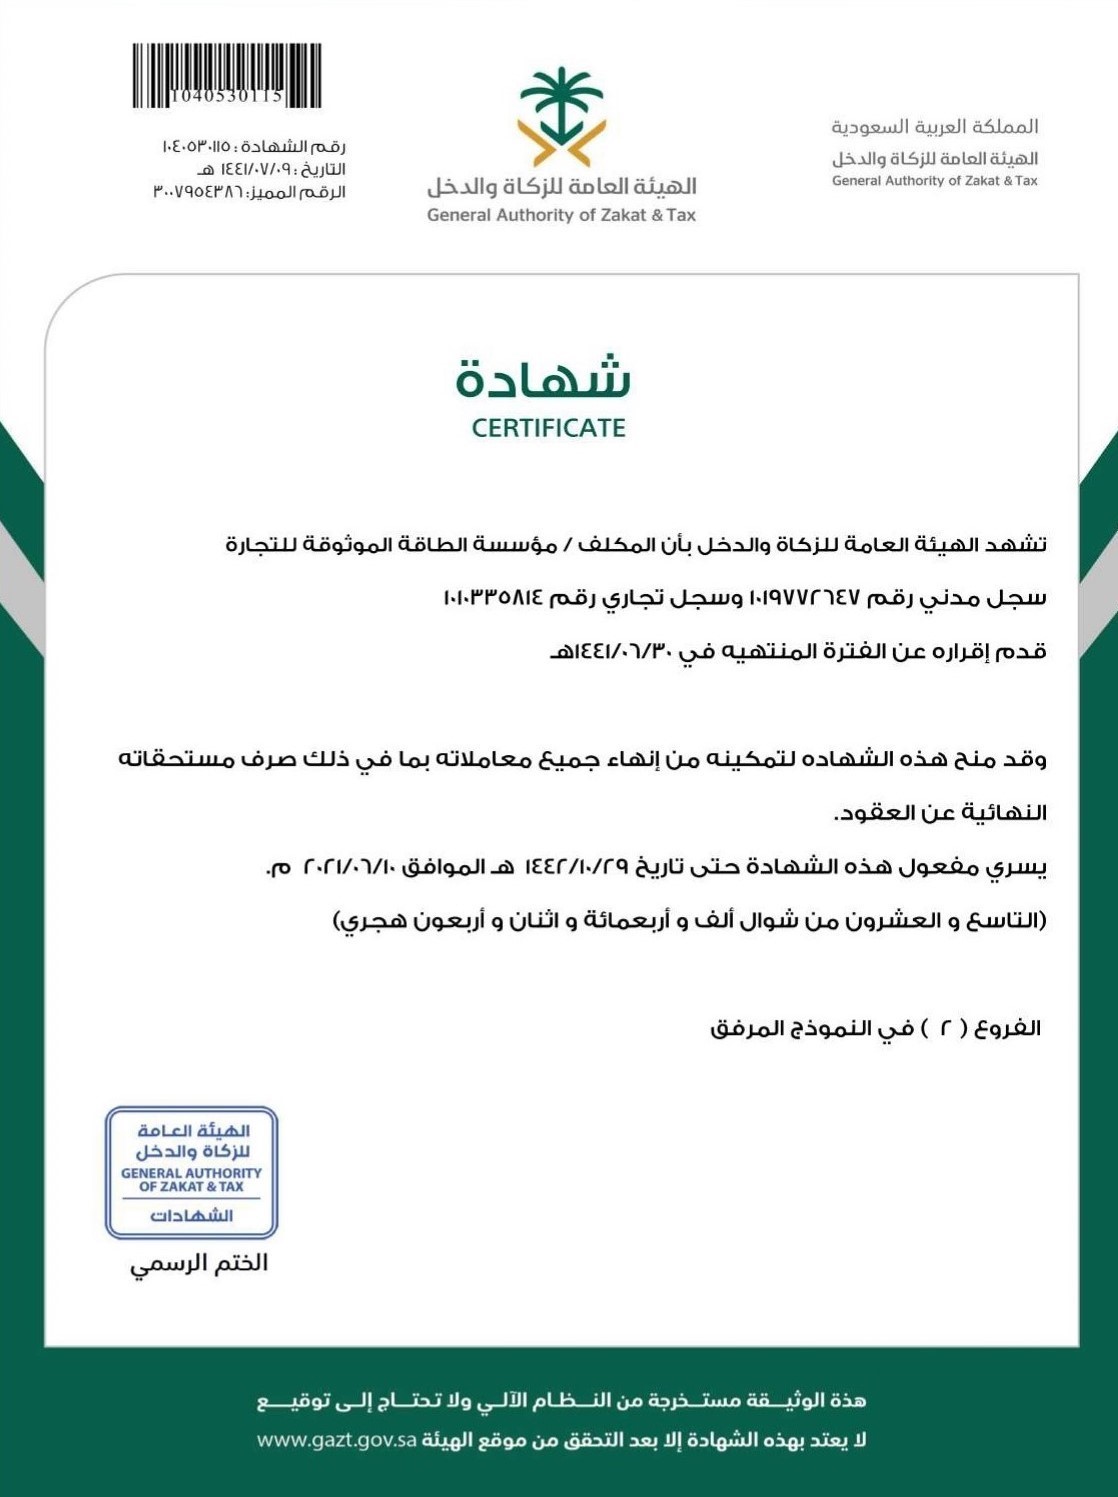 المملكة العربية السعودية
الهيئة العامة للزكاة والدخل
General Authority of Zakat & Tax
الهيئة العامة للزكاة والدخل
General Authority of Zakat & Tax
1040530115
رقم الشهادة : ١٠٤٠٥٣٠١١٥
التاريخ : ١٤٤١/٠٧/٠٩ هـ
الرقم المميز: ٣٠٠٧٩٥٤٣٨٦
شهادة
CERTIFICATE
تشهد الهيئة العامة للزكاة والدخل بأن المكلف / مؤسسة الطاقة الموثوقة للتجارة
سجل مدني رقم ١٠١٩٧٧٢٦٤٧ وسجل تجاري رقم ١٠١٠٣٣٥٨١٤
قدم إقراره عن الفترة المنتهيه في ١٤٤١/٠٦/٣٠هـ
وقد منح هذه الشهاده لتمكينه من إنهاء جميع معاملاته بما في ذلك صرف مستحقاته
النهائية عن العقود.
يسري مفعول هذه الشهادة حتى تاريخ ١٤٤٢/١٠/٢٩ هـ الموافق ٢٠٢١/٠٦/١٠ م.
(التاسع و العشرون من شوال ألف و أربعمائة و اثنان و أربعون هجري)
الفروع ( ٢ ) في النموذج المرفق
الهيئة العامة
للزكاة والدخل
GENERAL AUTHORITY
OF ZAKAT & TAX
الشهادات
الختم الرسمي
هذة الوثيـــقة مستــخرجة من النـــظـام الآلـــي ولا تـحتـــاج إلـــى توقيـــــع
لا يعتد بهذه الشهادة إلا بعد التحقق من موقع الهيئة www.gazt.gov.sa